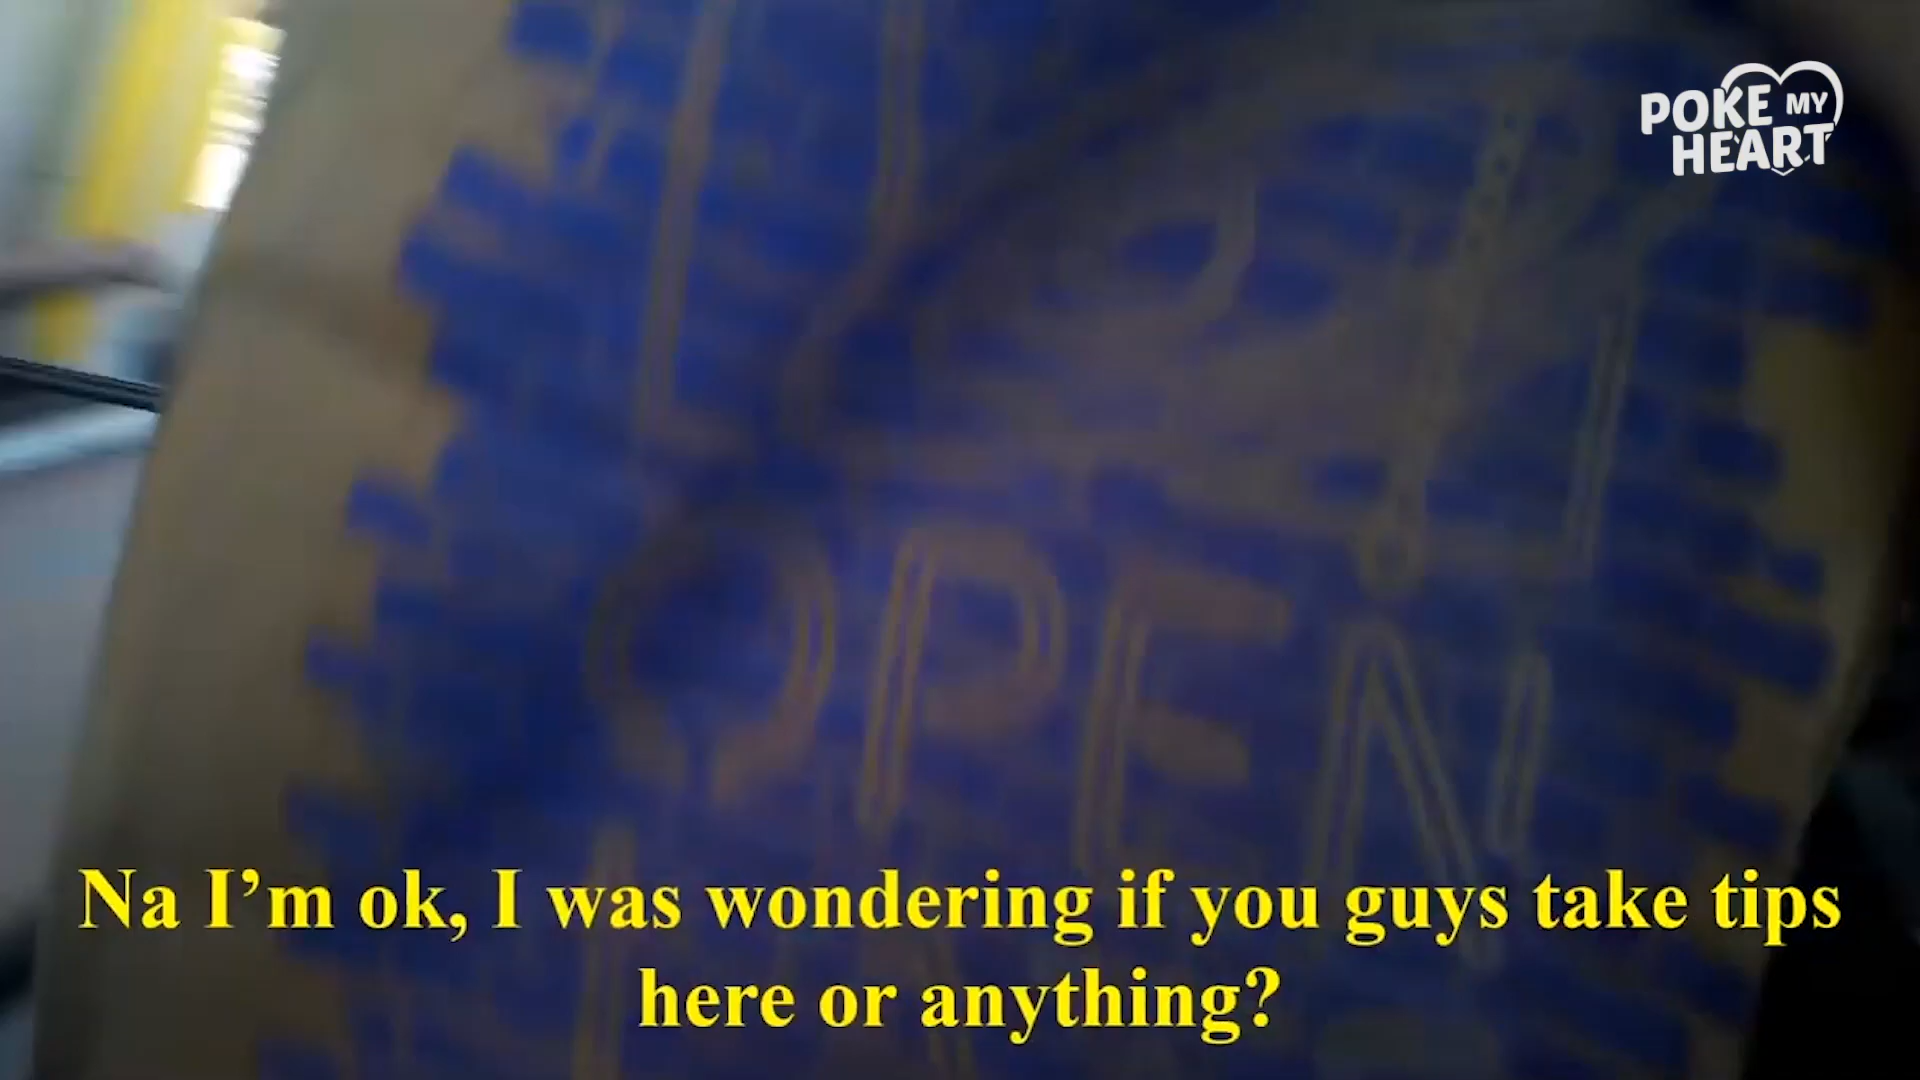 POKE MY
HEART
OPEN
Na I’m ok, I was wondering if you guys take tips
here or anything?